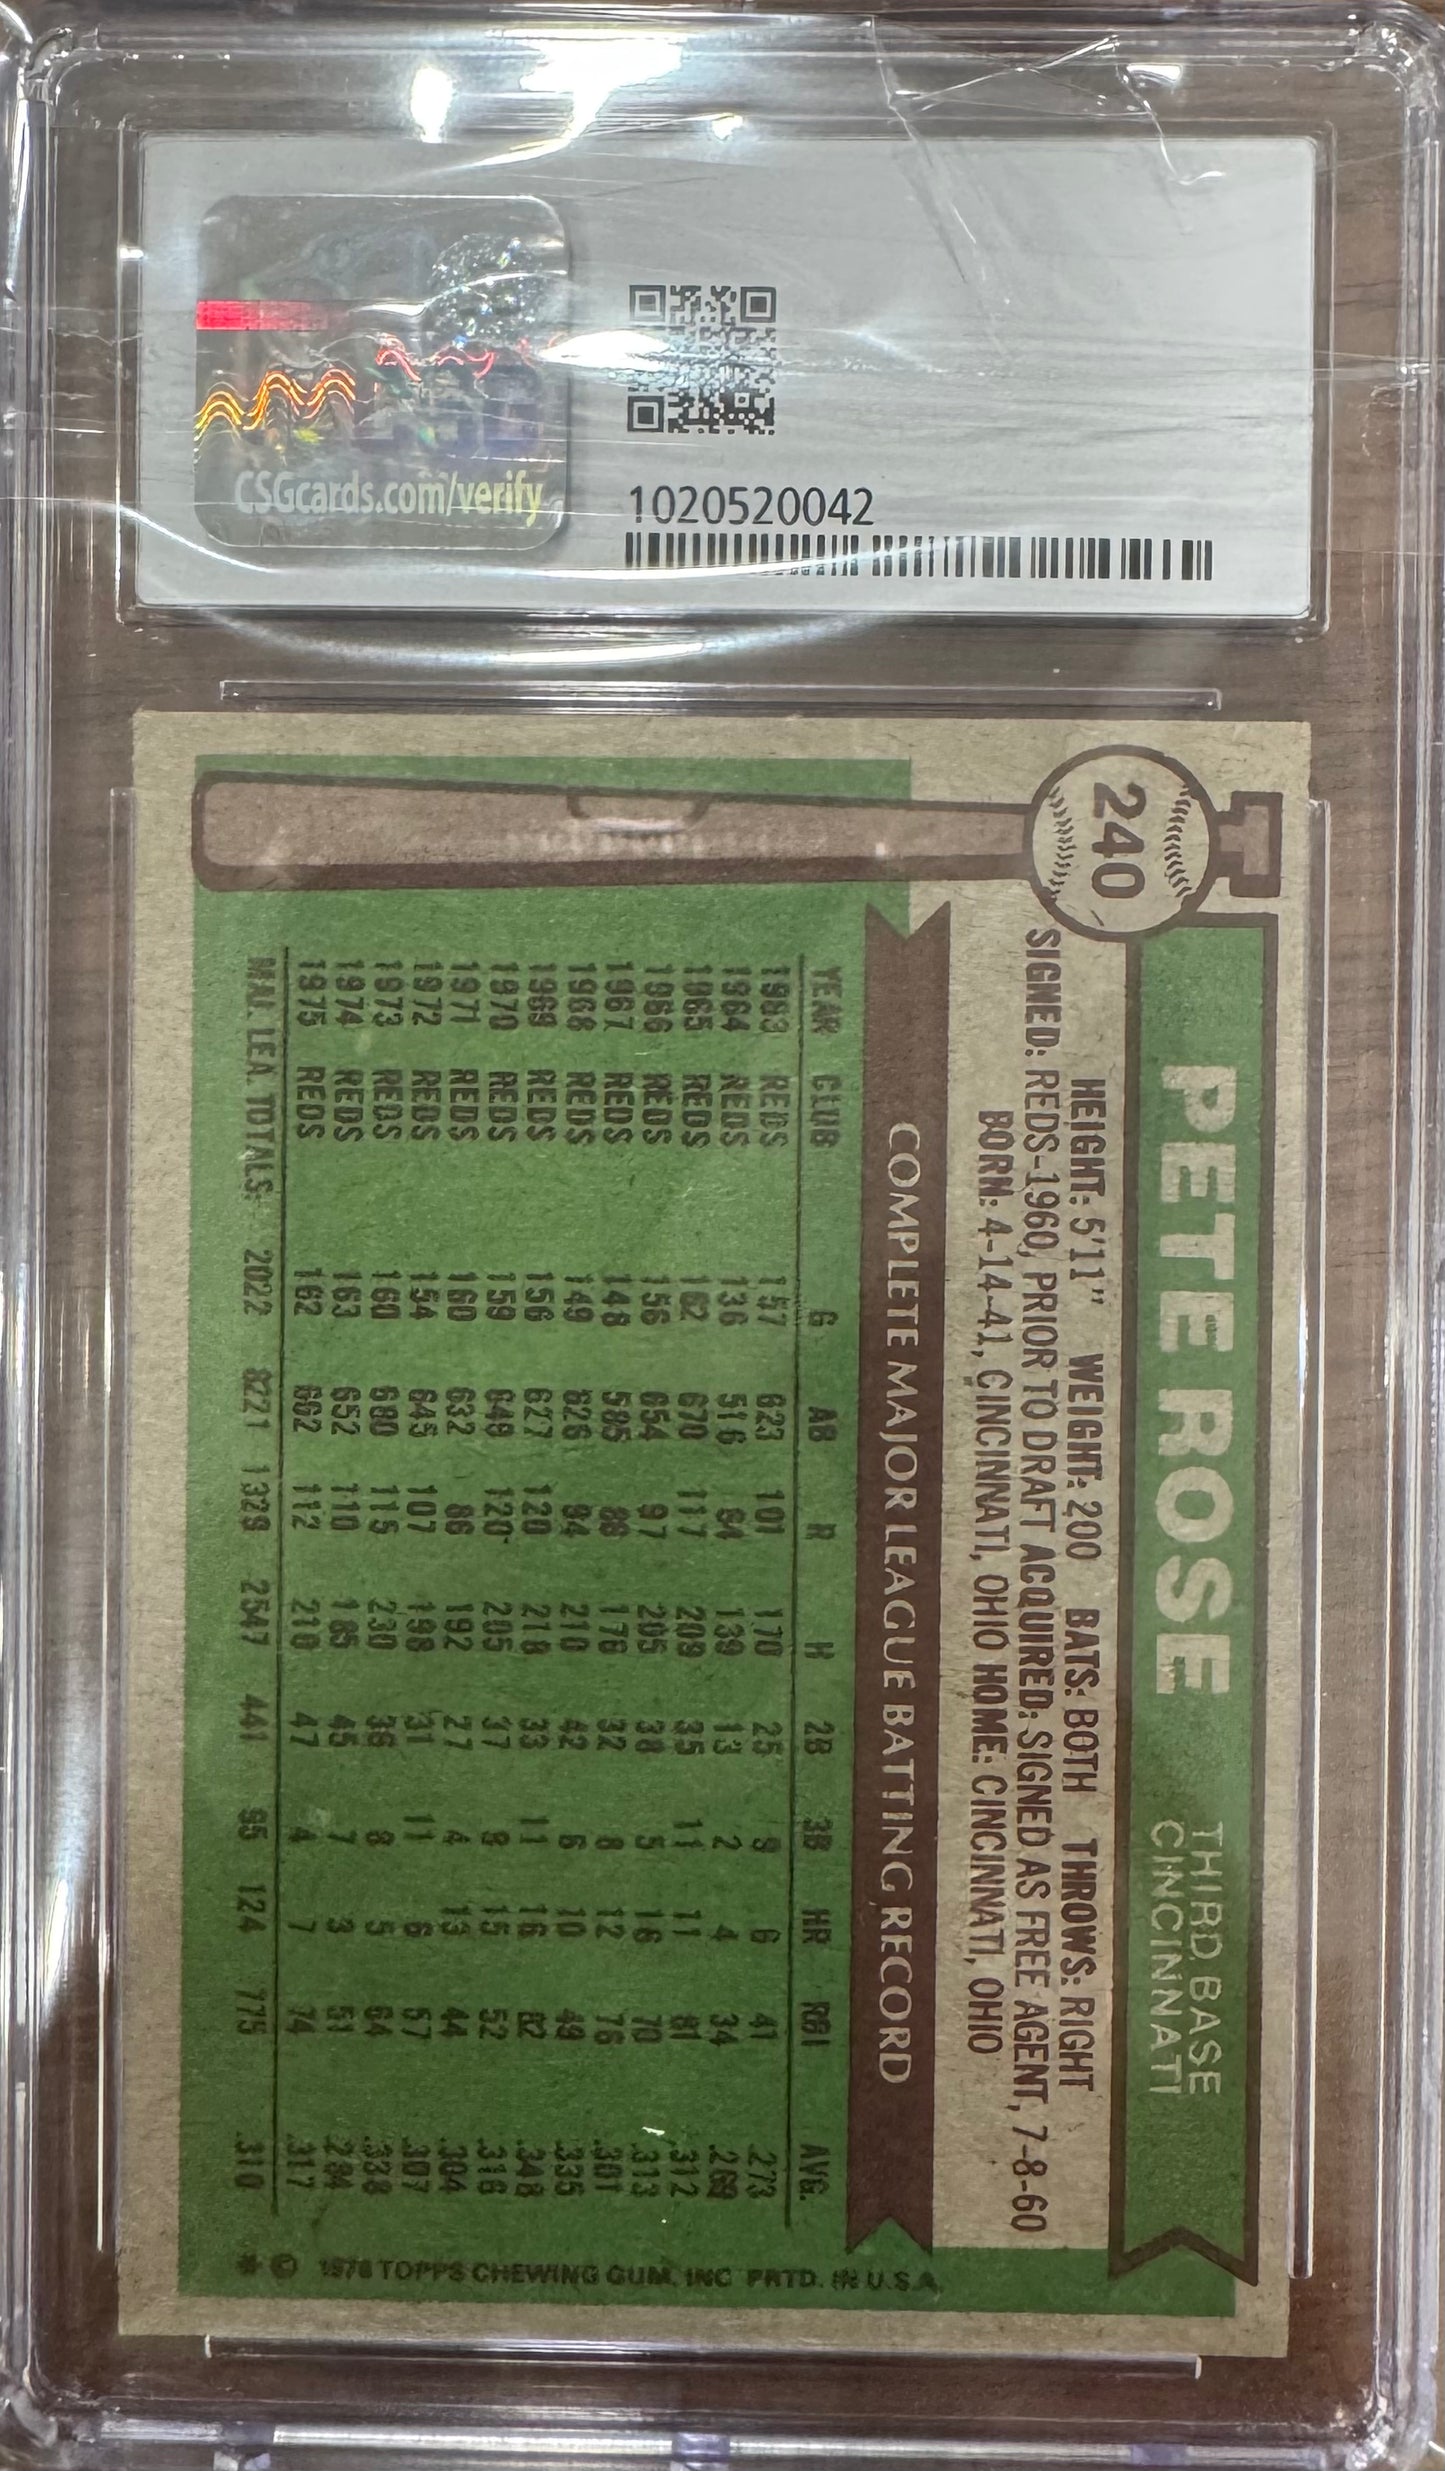 CSGcards.com/verify
1020520042
240
PETE ROSE
THIRD BASE
CINCINNATI
HEIGHT: 5'11" WEIGHT: 200 BATS: BOTH THROWS: RIGHT
SIGNED: REDS-1960, PRIOR TO DRAFT ACQUIRED: SIGNED AS FREE AGENT, 7-8-60
BORN: 4-14-41, CINCINNATI, OHIO HOME: CINCINNATI, OHIO
COMPLETE MAJOR LEAGUE BATTING RECORD
YEAR CLUB G AB R H 2B 3B HR RBI AVG.
1963 REDS 157 623 101 170 25 9 6 41 .273
1964 REDS 136 516 64 139 13 2 4 34 .269
1965 REDS 162 670 117 209 35 11 11 81 .312
1966 REDS 156 654 97 205 38 5 16 70 .313
1967 REDS 148 585 86 176 32 8 12 76 .301
1968 REDS 149 626 94 210 42 6 10 49 .335
1969 REDS 156 627 120 218 33 11 16 82 .348
1970 REDS 159 649 120 205 37 9 15 52 .316
1971 REDS 160 632 86 192 27 4 13 44 .304
1972 REDS 154 645 107 198 31 11 6 57 .307
1973 REDS 160 680 115 230 36 8 5 64 .338
1974 REDS 163 652 110 185 45 7 3 51 .284
1975 REDS 162 662 112 210 47 4 7 74 .317
MAJ. LEA. TOTALS: 2022 8221 1329 2547 441 95 124 775 .310
* © 1976 TOPPS CHEWING GUM, INC. PRTD. IN U.S.A.